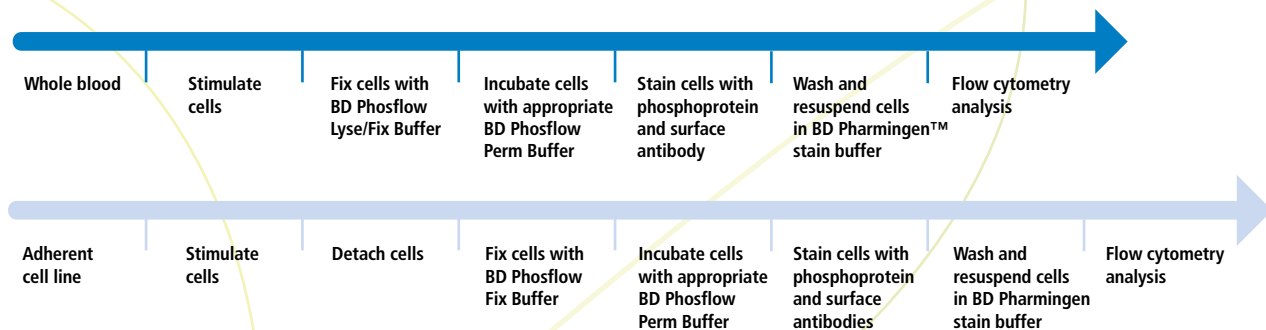 Whole blood
Stimulate
cells
Fix cells with
BD Phosflow
Lyse/Fix Buffer
Incubate cells
with appropriate
BD Phosflow
Perm Buffer
Stain cells with
phosphoprotein
and surface
antibody
Wash and
resuspend cells
in BD Pharmingen™
stain buffer
Flow cytometry
analysis
Adherent
cell line
Stimulate
cells
Detach cells
Fix cells with
BD Phosflow
Fix Buffer
Incubate cells
with appropriate
BD Phosflow
Perm Buffer
Stain cells with
phosphoprotein
and surface
antibodies
Wash and
resuspend cells
in BD Pharmingen
stain buffer
Flow cytometry
analysis